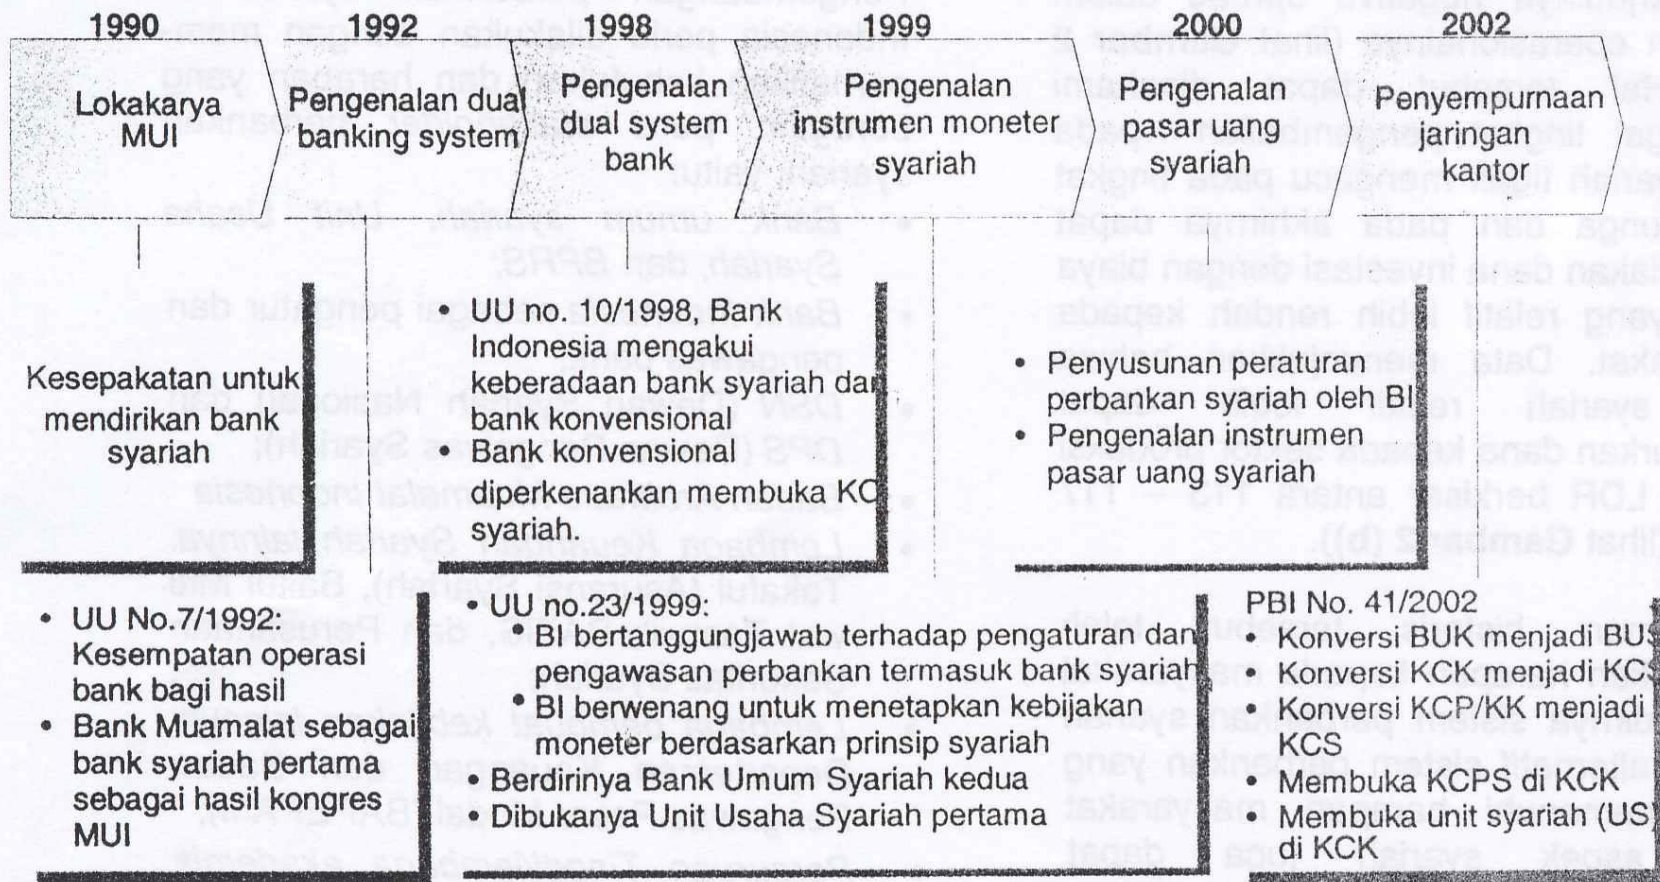 1990
1992
1998
1999
2000
2002
Lokakarya
MUI
Pengenalan dual
banking system
Pengenalan
dual system
bank
Pengenalan
instrumen moneter
syariah
Pengenalan
pasar uang
syariah
Penyempurnaan
jaringan
kantor
Kesepakatan untuk
mendirikan bank
syariah
• UU no.10/1998, Bank
Indonesia mengakui
keberadaan bank syariah dan
bank konvensional
• Bank konvensional
diperkenankan membuka KC
syariah.
• Penyusunan peraturan
perbankan syariah oleh BI
• Pengenalan instrumen
pasar uang syariah
• UU No.7/1992:
Kesempatan operasi
bank bagi hasil
• Bank Muamalat sebagai
bank syariah pertama
sebagai hasil kongres
MUI
• UU no.23/1999:
• BI bertanggungjawab terhadap pengaturan dan
pengawasan perbankan termasuk bank syariah
• BI berwenang untuk menetapkan kebijakan
moneter berdasarkan prinsip syariah
• Berdirinya Bank Umum Syariah kedua
• Dibukanya Unit Usaha Syariah pertama
PBI No. 41/2002
• Konversi BUK menjadi BUS
• Konversi KCK menjadi KCS
• Konversi KCP/KK menjadi
KCS
• Membuka KCPS di KCK
• Membuka unit syariah (US)
di KCK